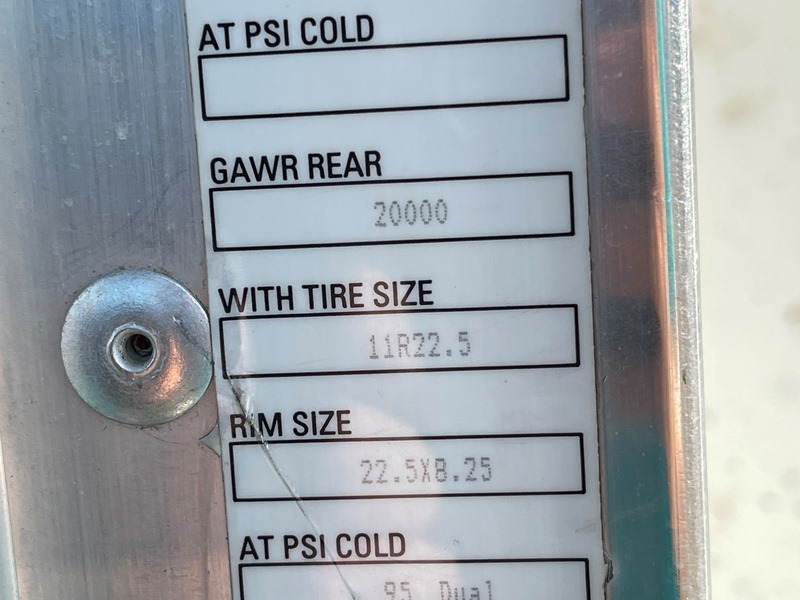 AT PSI COLD
GAWR REAR
20000
WITH TIRE SIZE
11R22.5
RIM SIZE
22.5X8.25
AT PSI COLD
95 Dual